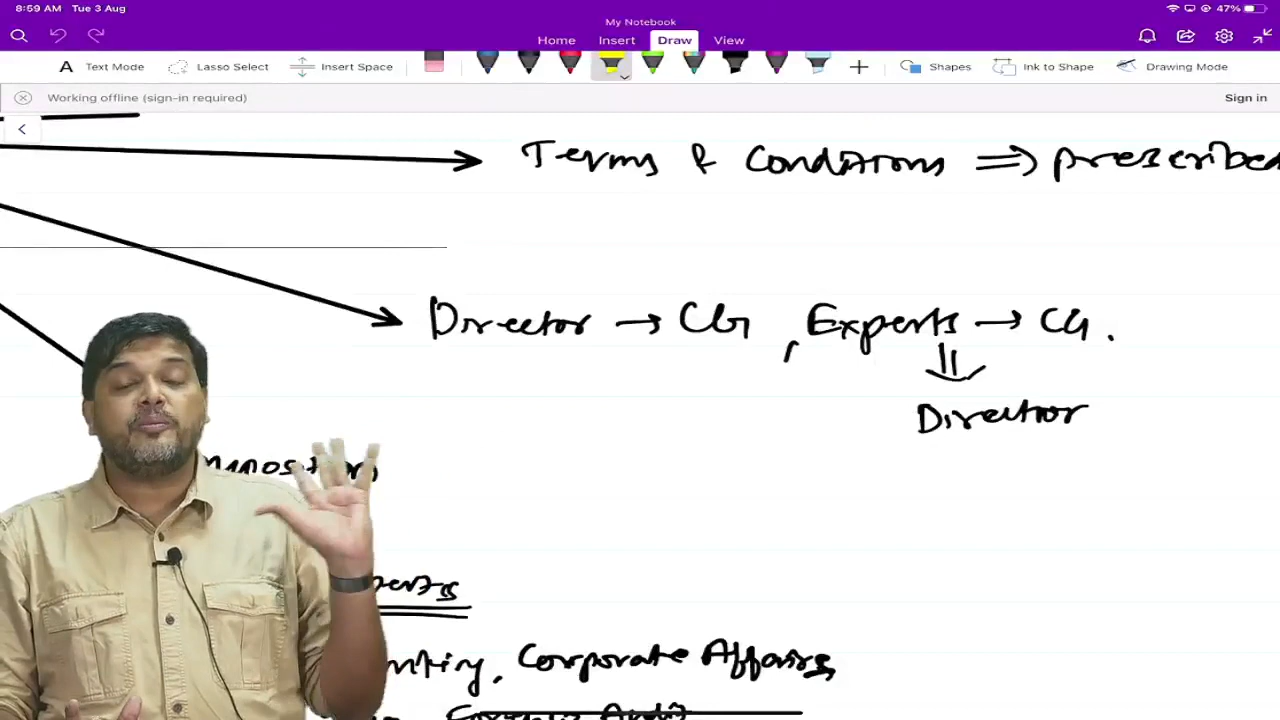 8:59 AM Tue 3 Aug
47%
My Notebook
Home Insert Draw View
Text Mode Lasso Select Insert Space Shapes Ink to Shape Drawing Mode
Working offline (sign-in required) Sign in
Terms & Conditions ⇒ prescribed
Director → CG, Experts → CG.
Director
Corporate Affairs,